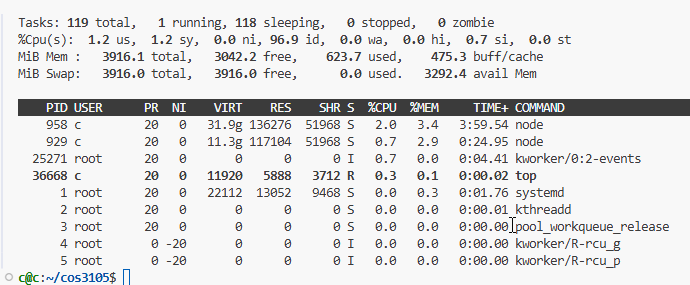 Tasks: 119 total, 1 running, 118 sleeping, 0 stopped, 0 zombie
%Cpu(s): 1.2 us, 1.2 sy, 0.0 ni, 96.9 id, 0.0 wa, 0.0 hi, 0.7 si, 0.0 st
MiB Mem : 3916.1 total, 3042.2 free, 623.7 used, 475.3 buff/cache
MiB Swap: 3916.0 total, 3916.0 free, 0.0 used. 3292.4 avail Mem
PID USER PR NI VIRT RES SHR S %CPU %MEM TIME+ COMMAND
958 c 20 0 31.9g 136276 51968 S 2.0 3.4 3:59.54 node
929 c 20 0 11.3g 117104 51968 S 0.7 2.9 0:24.95 node
25271 root 20 0 0 0 0 I 0.7 0.0 0:04.41 kworker/0:2-events
36668 c 20 0 11920 5888 3712 R 0.3 0.1 0:00.02 top
1 root 20 0 22112 13052 9468 S 0.0 0.3 0:01.76 systemd
2 root 20 0 0 0 0 S 0.0 0.0 0:00.01 kthreadd
3 root 20 0 0 0 0 S 0.0 0.0 0:00.00 pool_workqueue_release
4 root 0 -20 0 0 0 I 0.0 0.0 0:00.00 kworker/R-rcu_g
5 root 0 -20 0 0 0 I 0.0 0.0 0:00.00 kworker/R-rcu_p
c@c:~/cos3105$